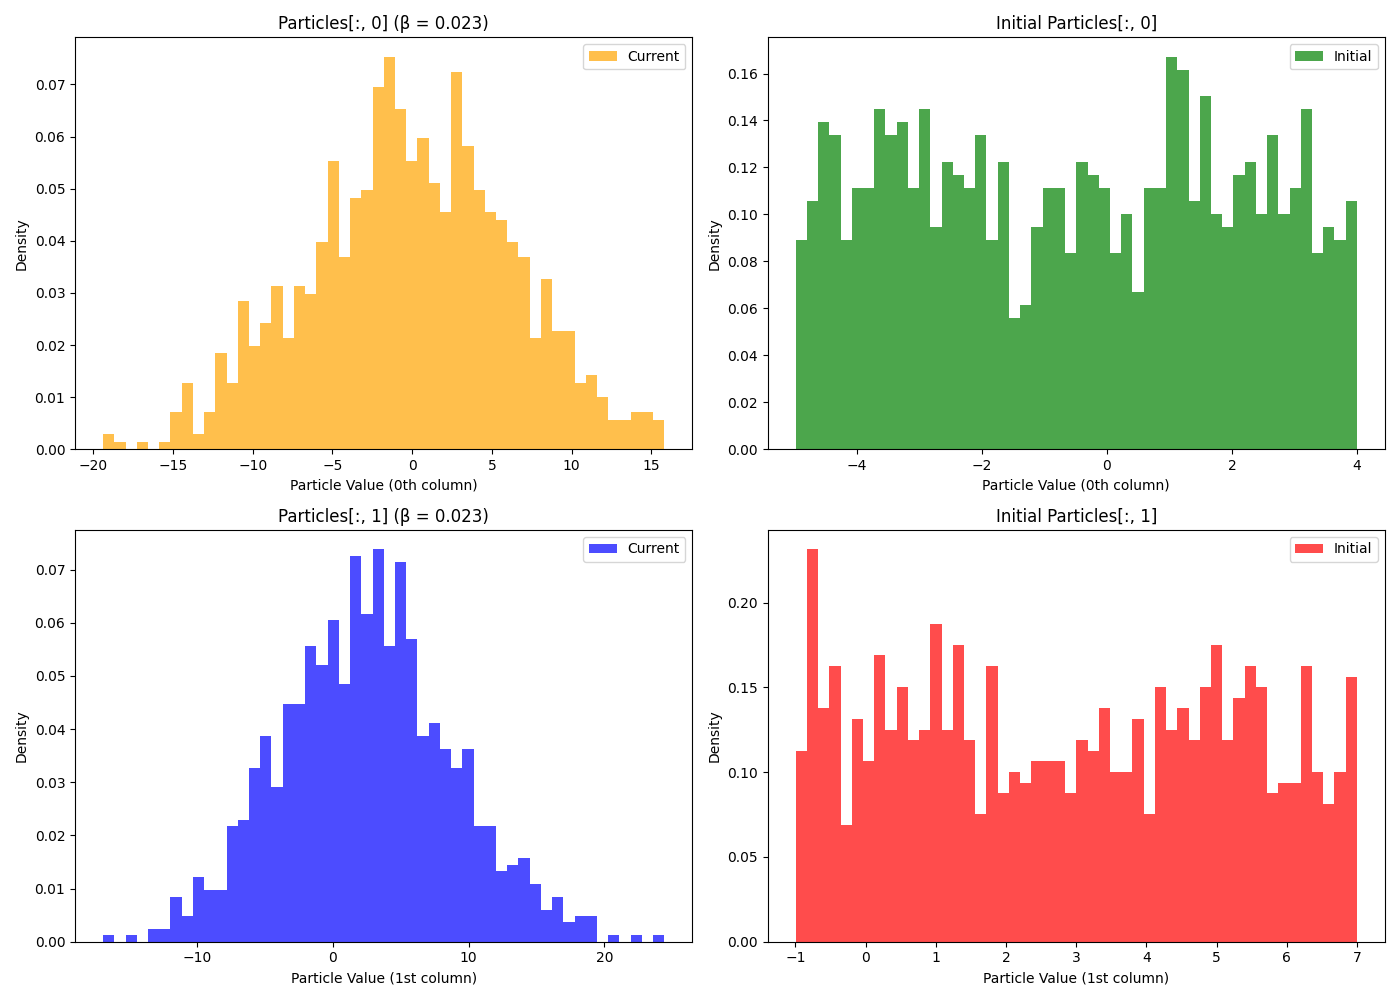 Particles[:, 0] (β = 0.023)
Current
Density
0.07
0.06
0.05
0.04
0.03
0.02
0.01
0.00
−20 −15 −10 −5 0 5 10 15
Particle Value (0th column)
Initial Particles[:, 0]
Initial
Density
0.16
0.14
0.12
0.10
0.08
0.06
0.04
0.02
0.00
−4 −2 0 2 4
Particle Value (0th column)
Particles[:, 1] (β = 0.023)
Current
Density
0.07
0.06
0.05
0.04
0.03
0.02
0.01
0.00
−10 0 10 20
Particle Value (1st column)
Initial Particles[:, 1]
Initial
Density
0.20
0.15
0.10
0.05
0.00
−1 0 1 2 3 4 5 6 7
Particle Value (1st column)